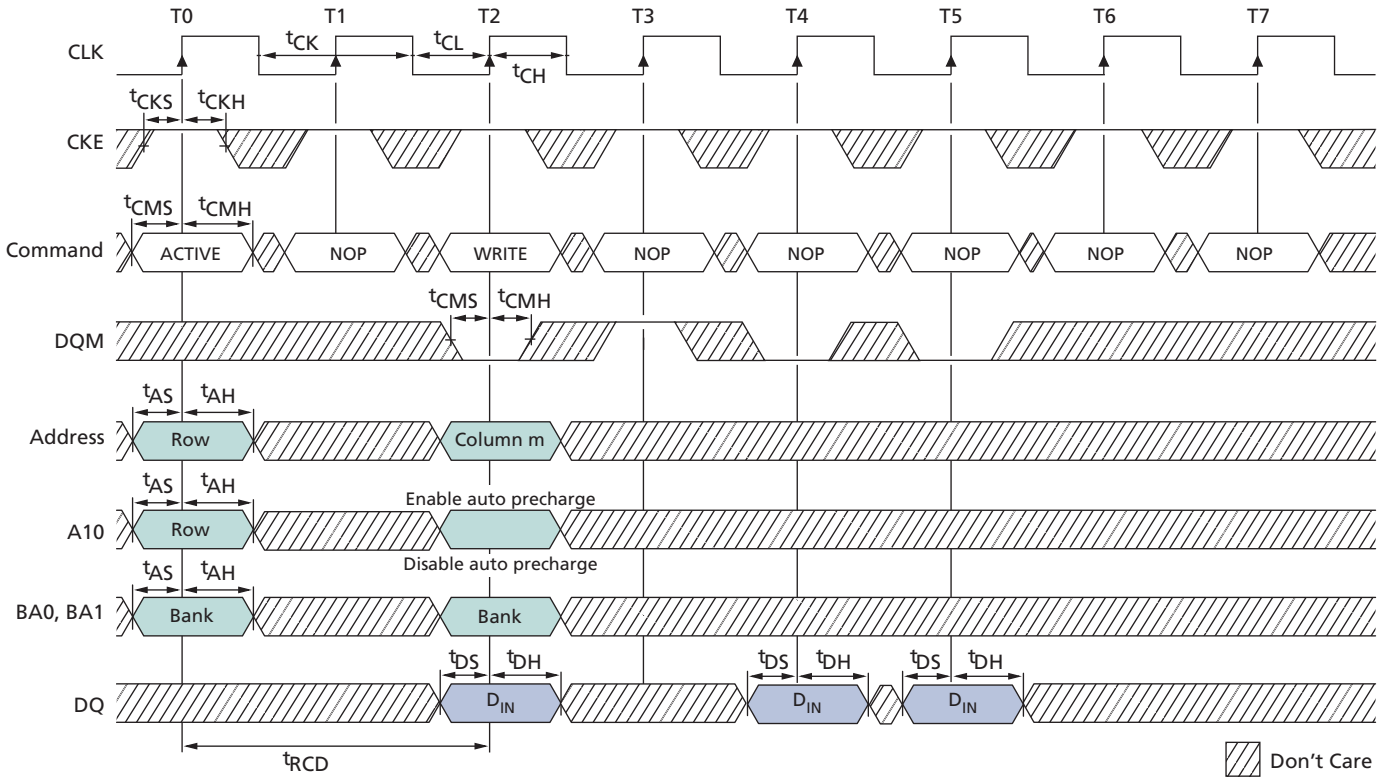 T0 T1 T2 T3 T4 T5 T6 T7
CLK tCK tCL
tCH
tCKS tCKH
CKE
tCMS tCMH
Command ACTIVE NOP WRITE NOP NOP NOP NOP NOP
tCMS tCMH
DQM
tAS tAH
Address Row Column m
tAS tAH Enable auto precharge
A10 Row
Disable auto precharge
tAS tAH
BA0, BA1 Bank Bank
tDS tDH tDS tDH tDS tDH
DQ DIN DIN DIN
tRCD
Don't Care